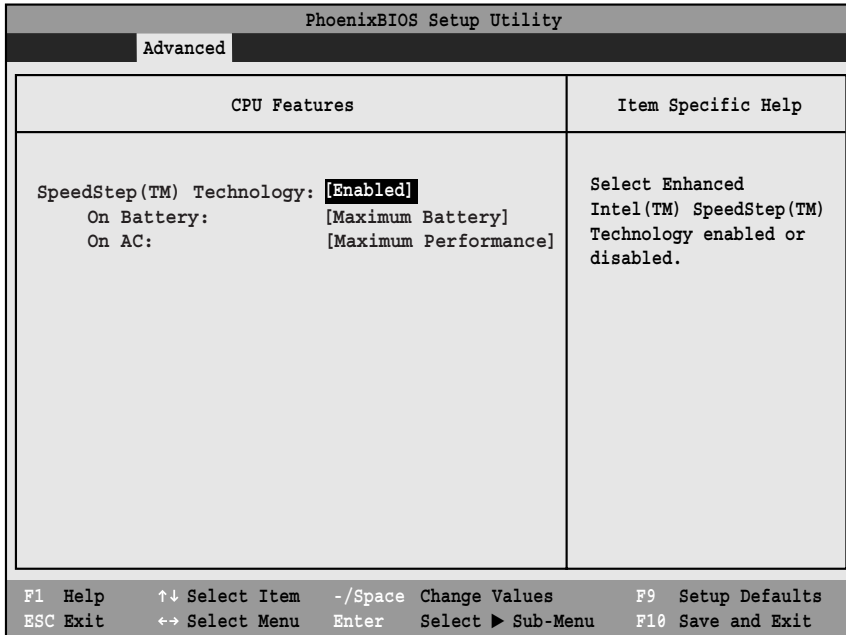 PhoenixBIOS Setup Utility
Advanced
CPU Features
SpeedStep(TM) Technology: [Enabled]
On Battery: [Maximum Battery]
On AC: [Maximum Performance]
Item Specific Help
Select Enhanced
Intel(TM) SpeedStep(TM)
Technology enabled or
disabled.
F1 Help ↑↓ Select Item -/Space Change Values F9 Setup Defaults
ESC Exit ←→ Select Menu Enter Select ▶ Sub-Menu F10 Save and Exit